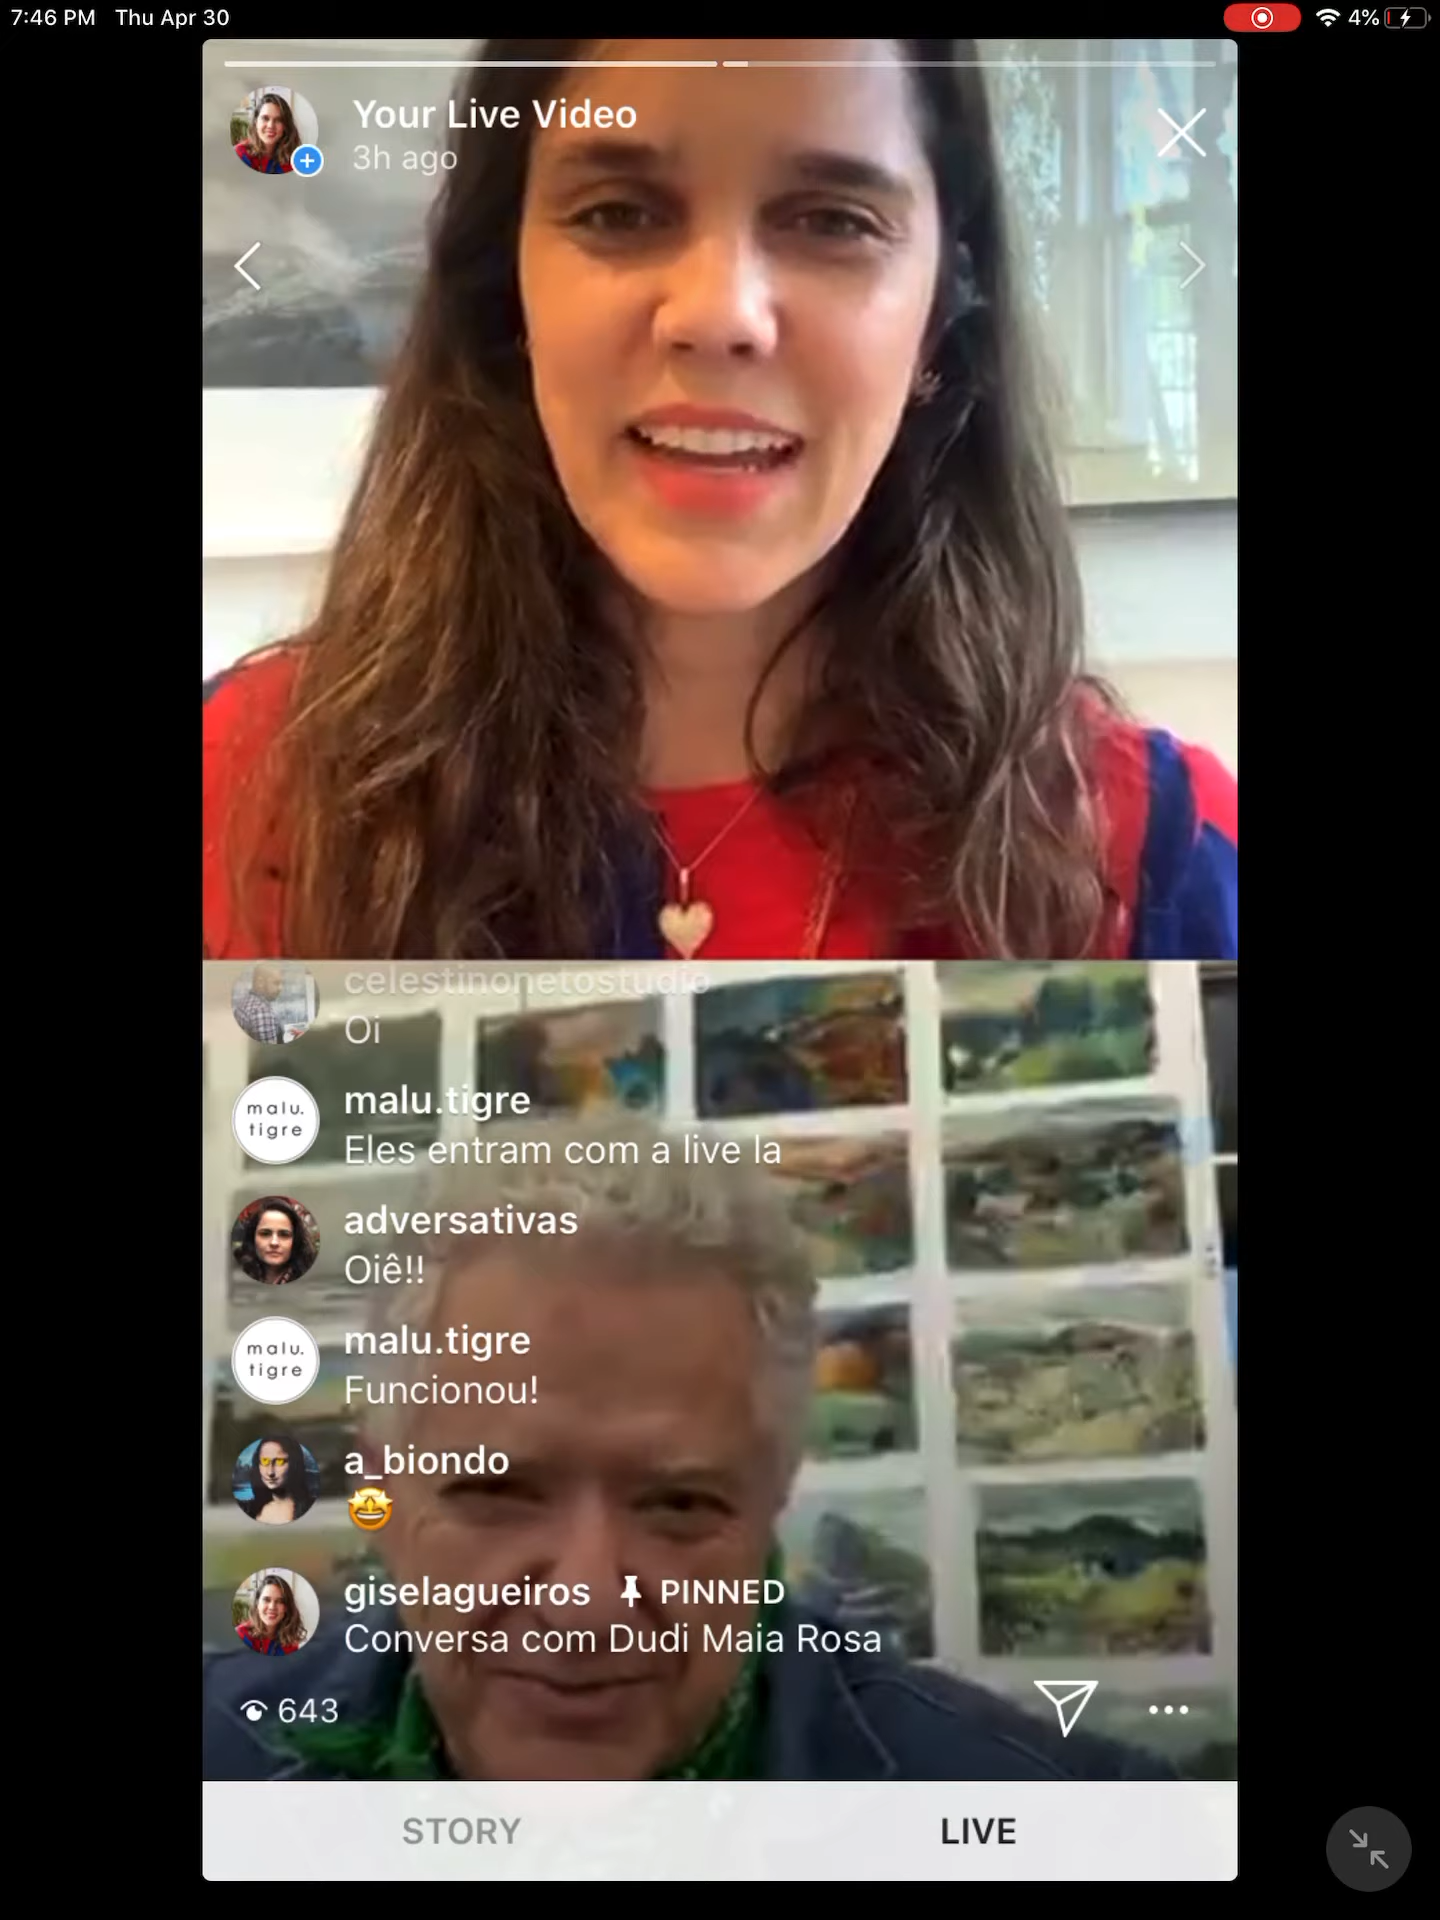 7:46 PM Thu Apr 30
4%
Your Live Video
3h ago
celestinonetostudio
Oi
malu.
tigre
malu.tigre
Eles entram com a live la
adversativas
Oiê!!
malu.
tigre
malu.tigre
Funcionou!
a_biondo
🤩
giselagueiros PINNED
Conversa com Dudi Maia Rosa
643
STORY LIVE